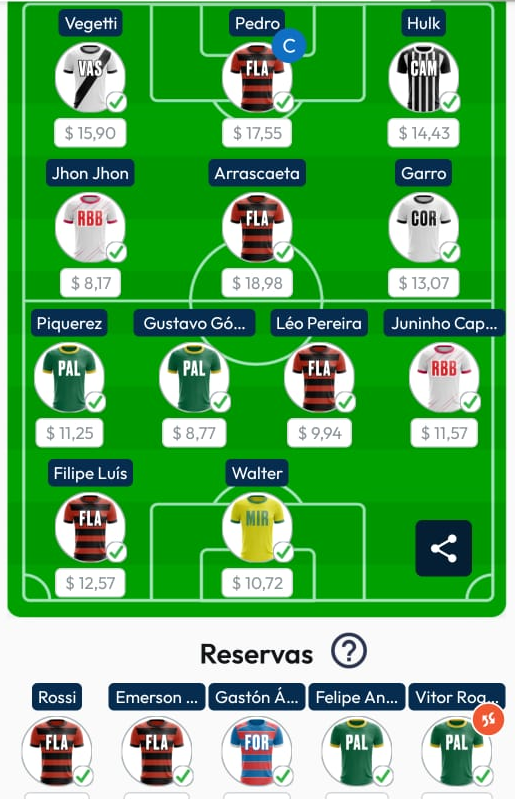 Vegetti Pedro Hulk
C
VAS FLA CAM
$ 15,90 $ 17,55 $ 14,43
Jhon Jhon Arrascaeta Garro
RBB FLA COR
$ 8,17 $ 18,98 $ 13,07
Piquerez Gustavo Gó... Léo Pereira Juninho Cap...
PAL PAL FLA RBB
$ 11,25 $ 8,77 $ 9,94 $ 11,57
Filipe Luís Walter
FLA MIR
$ 12,57 $ 10,72
Reservas ?
Rossi Emerson ... Gastón Á... Felipe An... Vitor Roq...
FLA FLA FOR PAL PAL